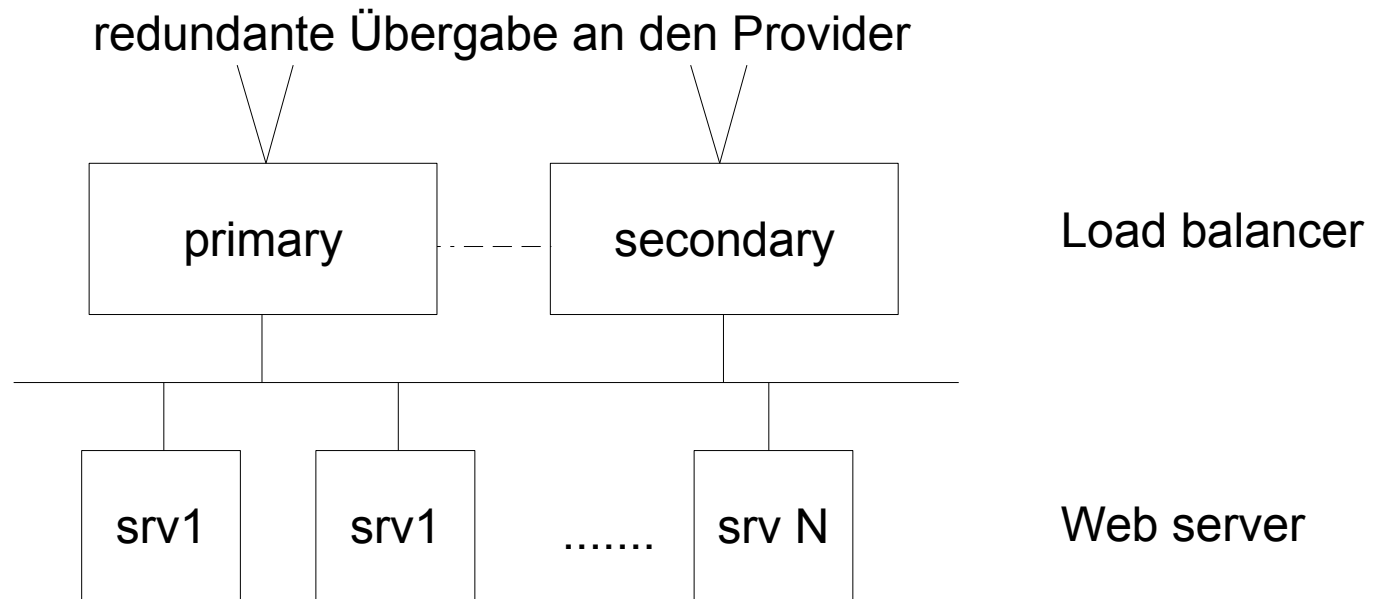 redundante Übergabe an den Provider
primary
secondary
Load balancer
srv1
srv1
.......
srv N
Web server